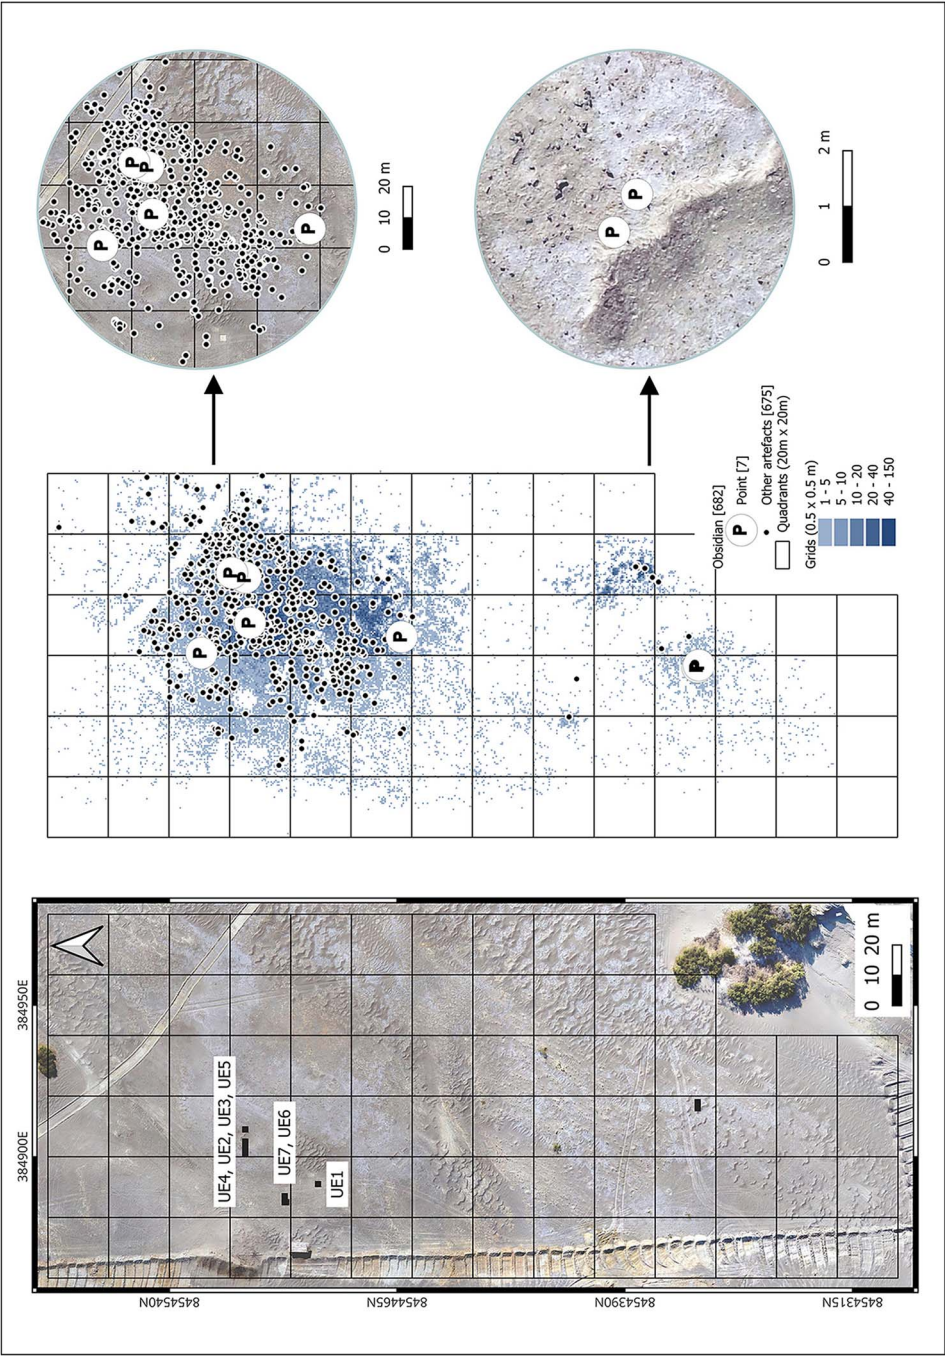 384900E
384950E
8454540N
8454465N
8454390N
8454315N
UE4, UE2, UE3, UE5
UE7, UE6
UE1
0 10 20 m
P
P
P
P
P
P
Obsidian [682]
P Point [7]
Other artefacts [675]
Quadrants (20m x 20m)
Grids (0.5 x 0.5 m)
1 - 5
5 - 10
10 - 20
20 - 40
40 - 150
P
P
P
P
P
0 10 20 m
P
P
0 1 2 m